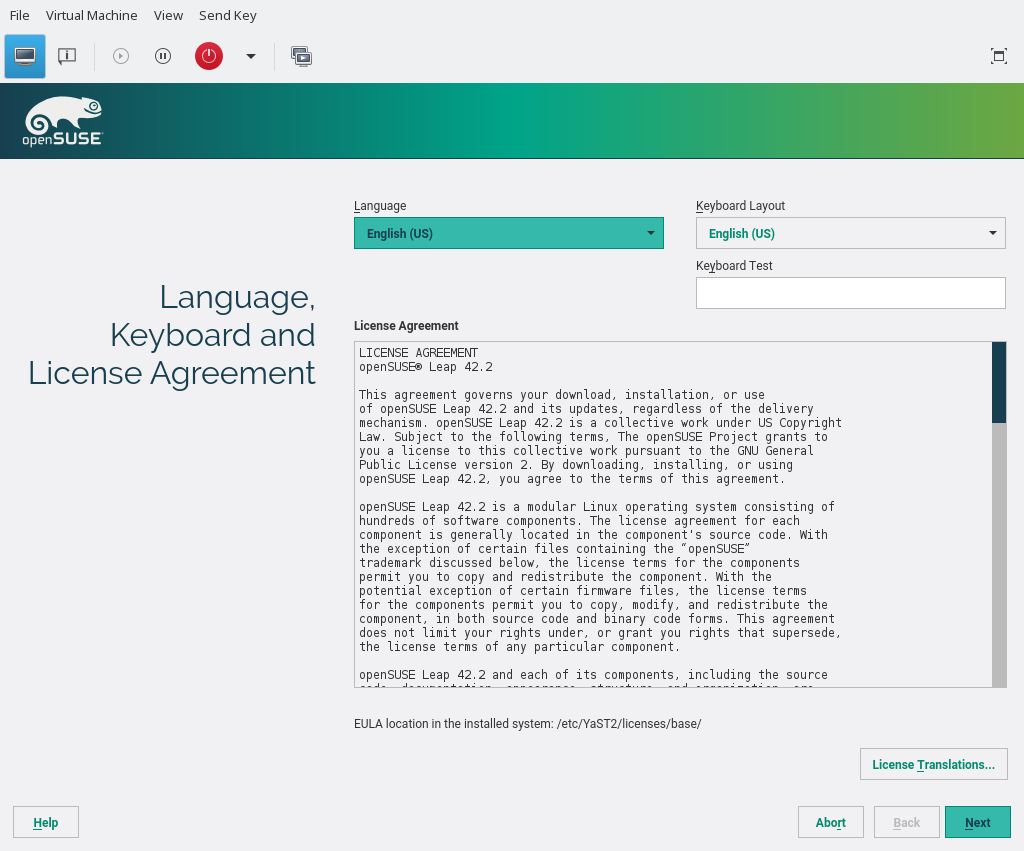 File Virtual Machine View Send Key
openSUSE
Language Keyboard Layout
English (US) English (US)
Keyboard Test
Language,
Keyboard and
License Agreement
License Agreement
LICENSE AGREEMENT
openSUSE® Leap 42.2
This agreement governs your download, installation, or use
of openSUSE Leap 42.2 and its updates, regardless of the delivery
mechanism. openSUSE Leap 42.2 is a collective work under US Copyright
Law. Subject to the following terms, The openSUSE Project grants to
you a license to this collective work pursuant to the GNU General
Public License version 2. By downloading, installing, or using
openSUSE Leap 42.2, you agree to the terms of this agreement.
openSUSE Leap 42.2 is a modular Linux operating system consisting of
hundreds of software components. The license agreement for each
component is generally located in the component's source code. With
the exception of certain files containing the “openSUSE”
trademark discussed below, the license terms for the components
permit you to copy and redistribute the component. With the
potential exception of certain firmware files, the license terms
for the components permit you to copy, modify, and redistribute the
component, in both source code and binary code forms. This agreement
does not limit your rights under, or grant you rights that supersede,
the license terms of any particular component.
openSUSE Leap 42.2 and each of its components, including the source
EULA location in the installed system: /etc/YaST2/licenses/base/
License Translations...
Help Abort Back Next